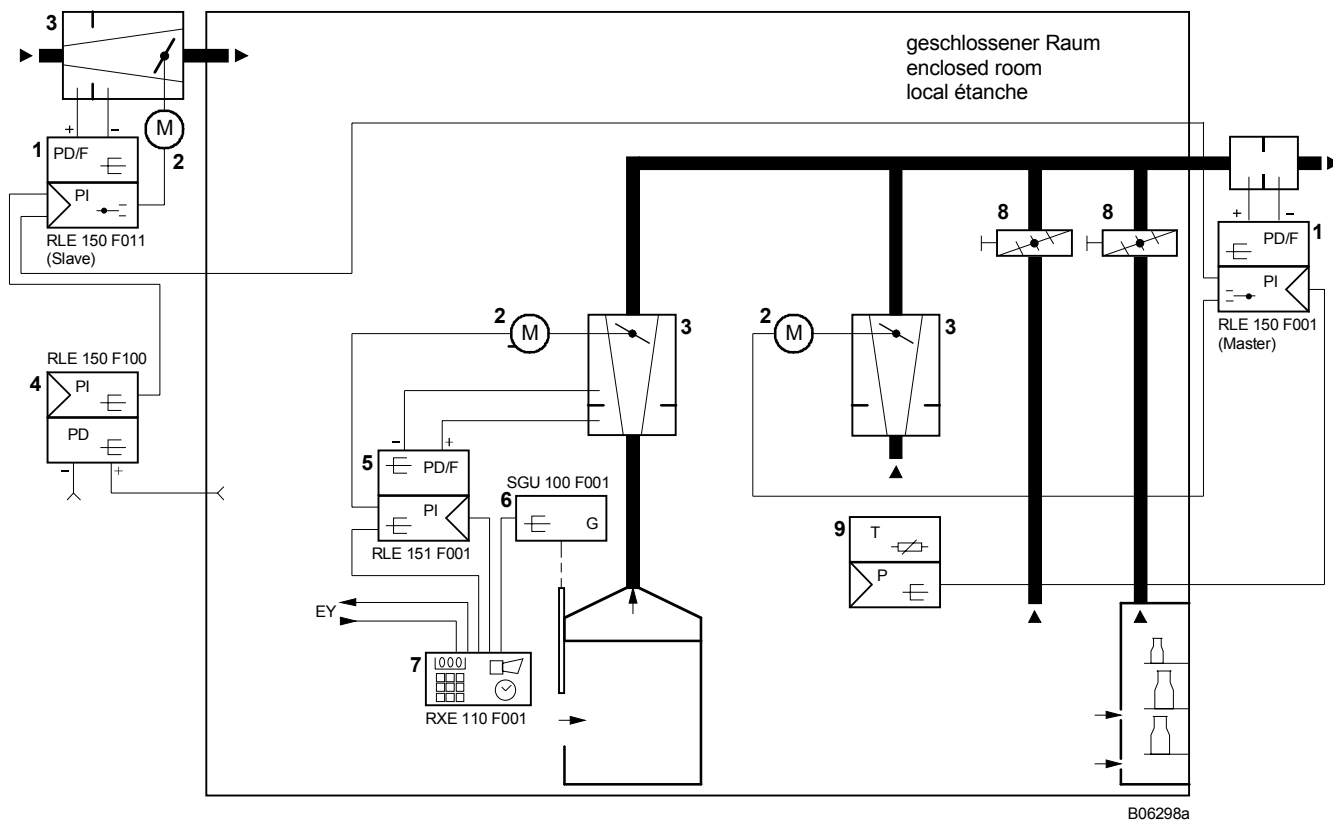 3
geschlossener Raum
enclosed room
local étanche
+ −
M
1
PD/F
2
PI
RLE 150 F011
(Slave)
8
8
+ −
PD/F
1
PI
RLE 150 F001
(Master)
2
M
3
2
M
3
RLE 150 F100
4
PI
PD
− +
− +
5
PD/F
PI
RLE 151 F001
SGU 100 F001
6
G
9
T
P
EY
7
000
RXE 110 F001
B06298a